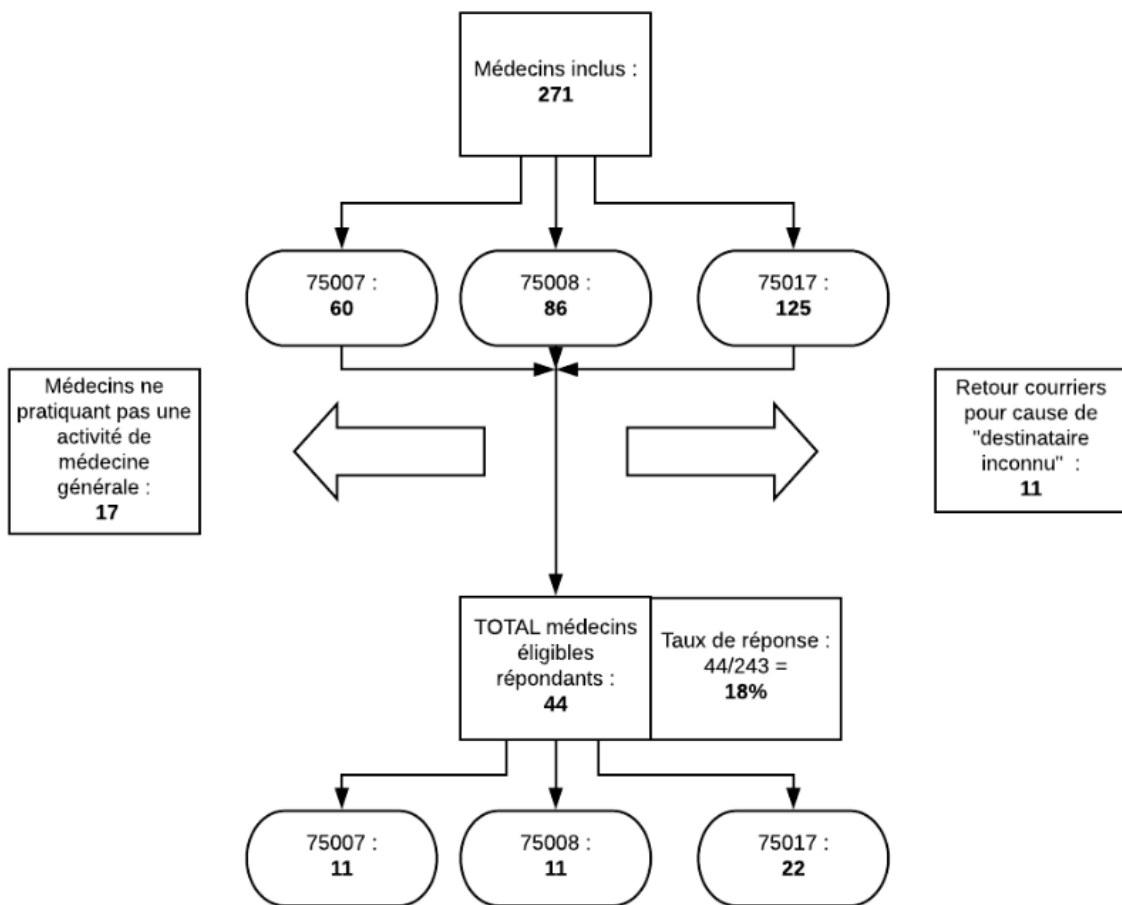 Médecins inclus :
271
75007 :
60
75008 :
86
75017 :
125
Médecins ne
pratiquant pas une
activité de
médecine
générale :
17
Retour courriers
pour cause de
"destinataire
inconnu"  :
11
TOTAL médecins
éligibles
répondants :
44
Taux de réponse :
44/243 =
18%
75007 :
11
75008 :
11
75017 :
22